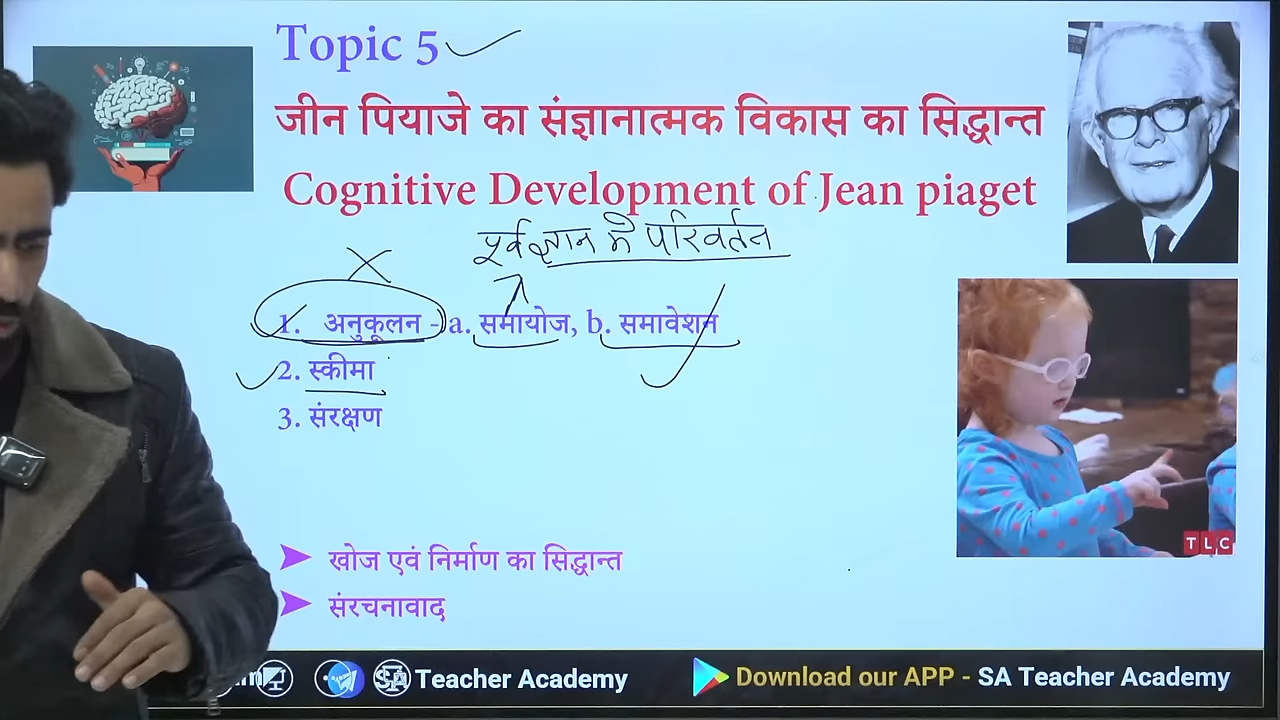 Topic 5
जीन पियाजे का संज्ञानात्मक विकास का सिद्धान्त
Cognitive Development of Jean piaget
पूर्व ज्ञान में परिवर्तन
1. अनुकूलन - a. समायोज, b. समावेशन
2. स्कीमा
3. संरक्षण
TLC
➤ खोज एवं निर्माण का सिद्धान्त
➤ संरचनावाद
SA Teacher Academy
Download our APP - SA Teacher Academy